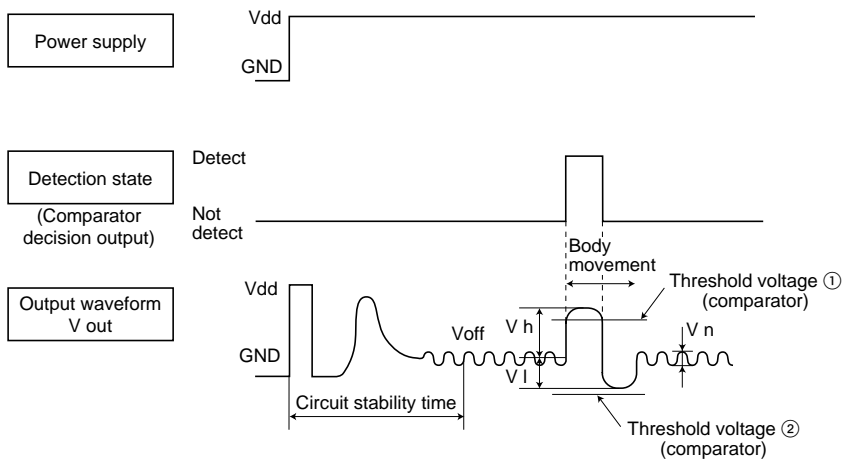 Power supply
Vdd
GND
Detection state
(Comparator
decision output)
Detect
Not
detect
Body
movement
Output waveform
V out
Vdd
GND
Voff
V h
V l
V n
Threshold voltage ①
(comparator)
Circuit stability time
Threshold voltage ②
(comparator)